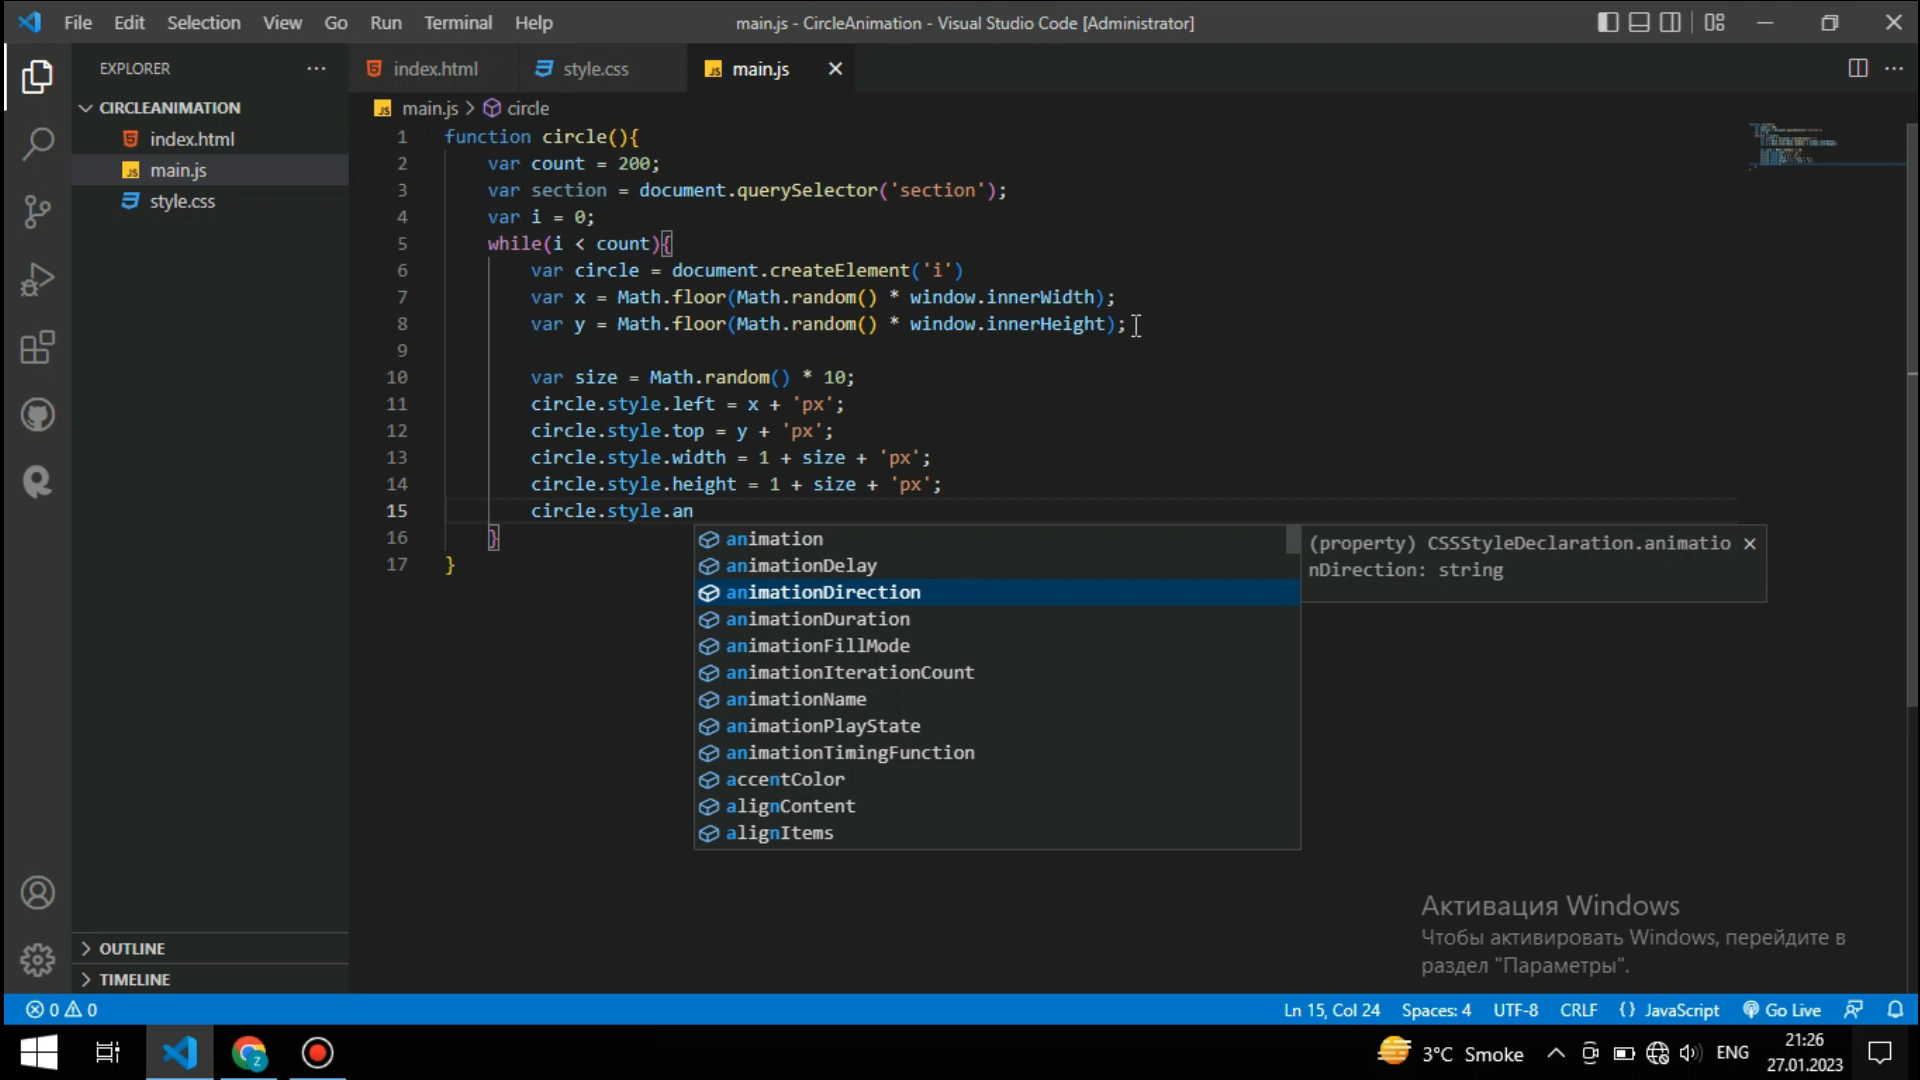 File Edit Selection View Go Run Terminal Help
main.js - CircleAnimation - Visual Studio Code [Administrator]
EXPLORER
index.html
style.css
main.js
CIRCLEANIMATION
index.html
main.js
style.css
main.js > circle
1 function circle(){
2 var count = 200;
3 var section = document.querySelector('section');
4 var i = 0;
5 while(i < count){
6 var circle = document.createElement('i')
7 var x = Math.floor(Math.random() * window.innerWidth);
8 var y = Math.floor(Math.random() * window.innerHeight);
9
10 var size = Math.random() * 10;
11 circle.style.left = x + 'px';
12 circle.style.top = y + 'px';
13 circle.style.width = 1 + size + 'px';
14 circle.style.height = 1 + size + 'px';
15 circle.style.an
16 }
17 }
animation
animationDelay
animationDirection
animationDuration
animationFillMode
animationIterationCount
animationName
animationPlayState
animationTimingFunction
accentColor
alignContent
alignItems
(property) CSSStyleDeclaration.animatio
nDirection: string
Активация Windows
Чтобы активировать Windows, перейдите в
раздел "Параметры".
OUTLINE
TIMELINE
0 0
Ln 15, Col 24 Spaces: 4 UTF-8 CRLF {} JavaScript Go Live
3°C Smoke
ENG
21:26
27.01.2023